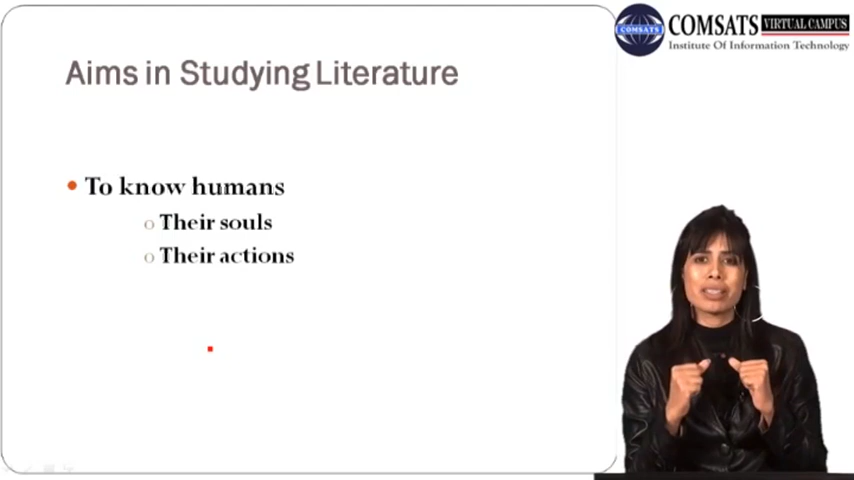 COMSATS VIRTUAL CAMPUS
COMSATS
Institute Of Information Technology
Aims in Studying Literature
• To know humans
o Their souls
o Their actions